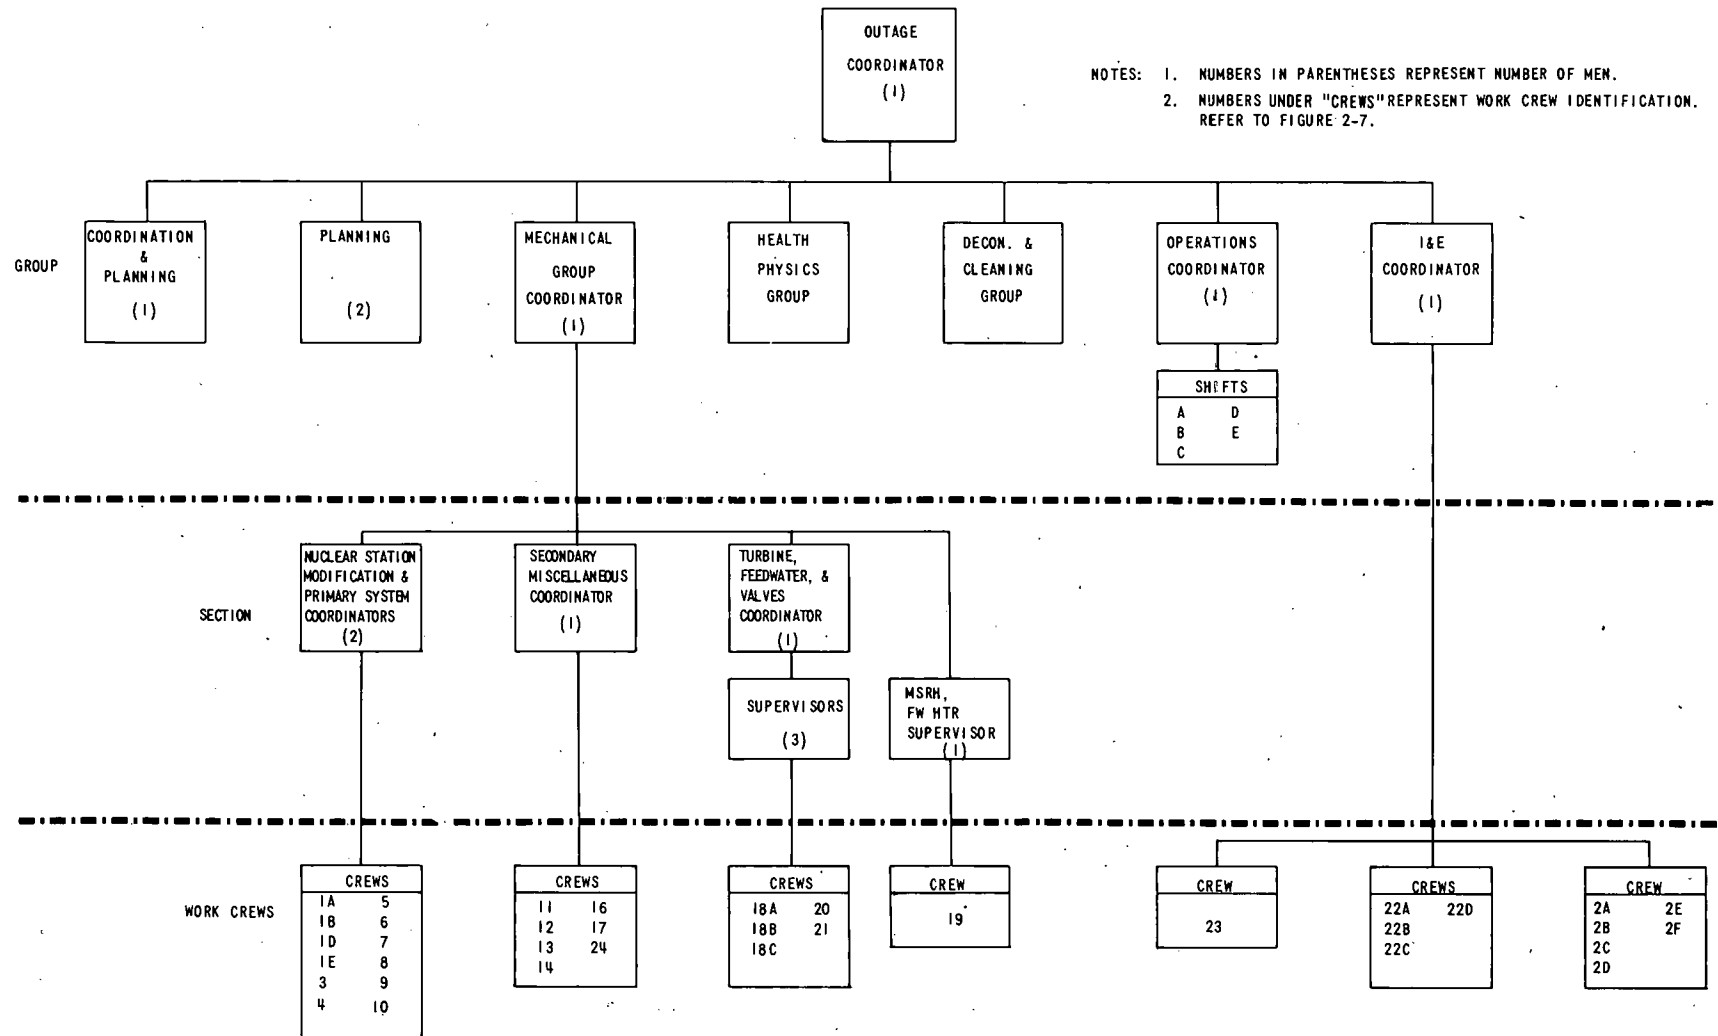 OUTAGE
COORDINATOR
(1)
NOTES: 1. NUMBERS IN PARENTHESES REPRESENT NUMBER OF MEN.
2. NUMBERS UNDER "CREWS" REPRESENT WORK CREW IDENTIFICATION.
REFER TO FIGURE 2-7.
GROUP
COORDINATION
&
PLANNING
(1)
PLANNING
(2)
MECHANICAL
GROUP
COORDINATOR
(1)
HEALTH
PHYSICS
GROUP
DECON. &
CLEANING
GROUP
OPERATIONS
COORDINATOR
(1)
I&E
COORDINATOR
(1)
SHIFTS
A D
B E
C
SECTION
NUCLEAR STATION
MODIFICATION &
PRIMARY SYSTEM
COORDINATORS
(2)
SECONDARY
MISCELLANEOUS
COORDINATOR
(1)
TURBINE,
FEEDWATER, &
VALVES
COORDINATOR
(1)
SUPERVISORS
(3)
MSRH,
FW HTR
SUPERVISOR
(1)
WORK CREWS
CREWS
1A 5
1B 6
1D 7
1E 8
3 9
4 10
CREWS
11 16
12 17
13 24
14
CREWS
18A 20
18B 21
18C
CREW
19
CREW
23
CREWS
22A 22D
22B
22C
CREW
2A 2E
2B 2F
2C
2D